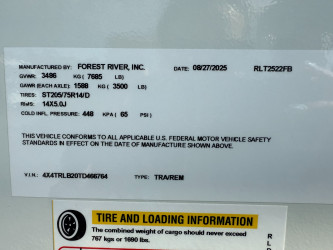 MANUFACTURED BY: FOREST RIVER, INC. DATE: 08/27/2025 RLT2522FB
GVWR: 3486 KG ( 7685 LB)
GAWR (EACH AXLE) 1588 KG ( 3500 LB)
TIRES: ST205/75R14/D
RIMS: 14X5.0J
COLD INFL. PRESSURE: 448 KPA ( 65 PSI)
THIS VEHICLE CONFORMS TO ALL APPLICABLE U.S. FEDERAL MOTOR VEHICLE SAFETY
STANDARDS IN EFFECT ON THE DATE OF MANUFACTURE SHOWN ABOVE.
V.I.N.: 4X4TRLB20TD466764 TYPE: TRA/REM
TIRE AND LOADING INFORMATION
The combined weight of cargo should never exceed
767 kgs or 1690 lbs.
R
L